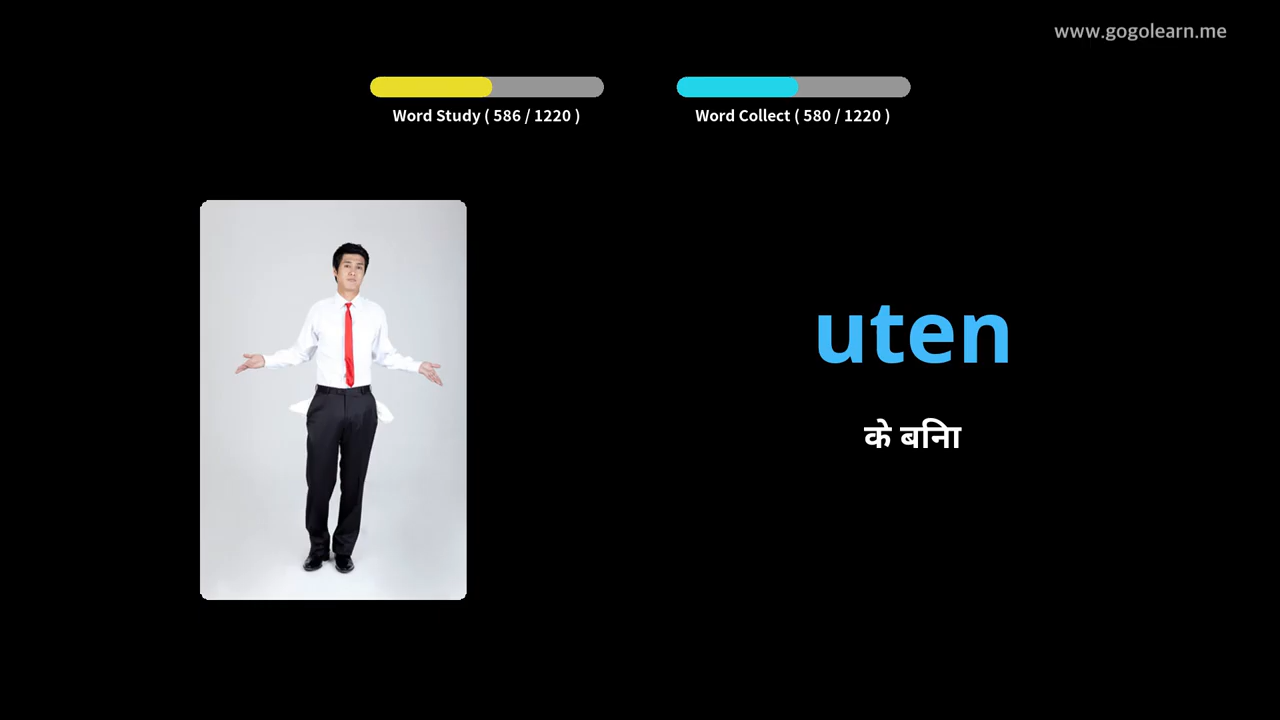 www.gogolearn.me
Word Study ( 586 / 1220 )
Word Collect ( 580 / 1220 )
uten
के बिना